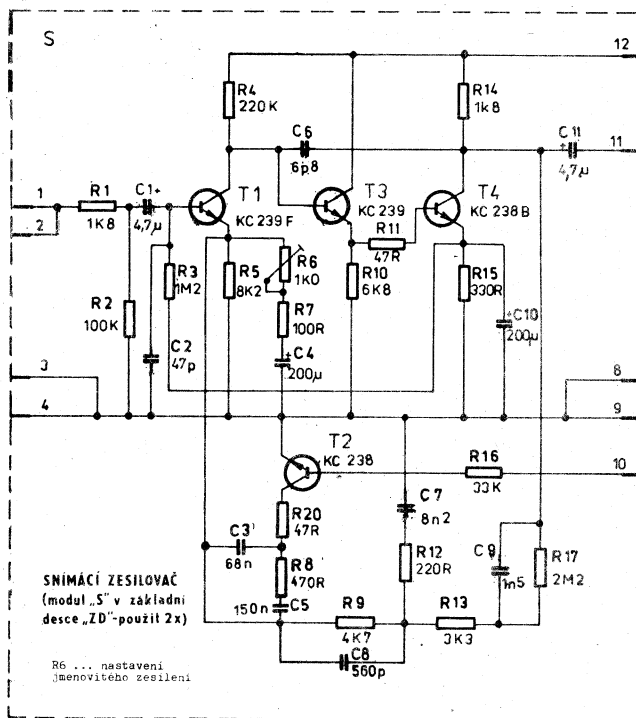 S
12
R4
220K
R14
1k8
C6
6p8
C11
+
4,7µ
11
1
2
R1
1K8
C1+
4,7µ
T1
KC 239 F
T3
KC 239
T4
KC 238 B
R11
47R
R3
1M2
R5
8K2
R6
1K0
R10
6K8
R15
330R
R2
100K
R7
100R
+C10
200µ
C2
47p
+C4
200µ
3
4
8
9
10
T2
KC 238
R16
33K
C7
8n2
R20
47R
C3
68n
R12
220R
C9
1n5
R17
2M2
R8
470R
150n
C5
R9
4K7
R13
3K3
C8
560p
SNÍMACÍ ZESILOVAČ
(modul „S" v základní
desce „ZD"-použit 2x)
R6 ... nastavení
jmenovitého zesílení